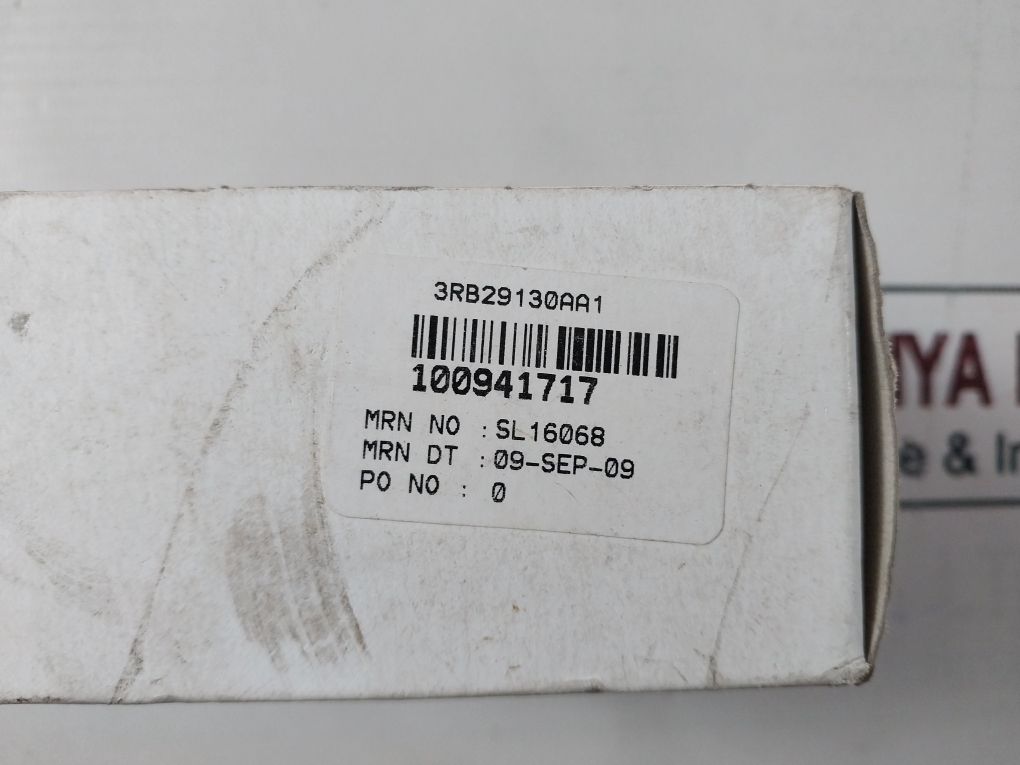 3RB29130AA1
100941717
MRN NO : SL16068
MRN DT : 09-SEP-09
PO NO : 0